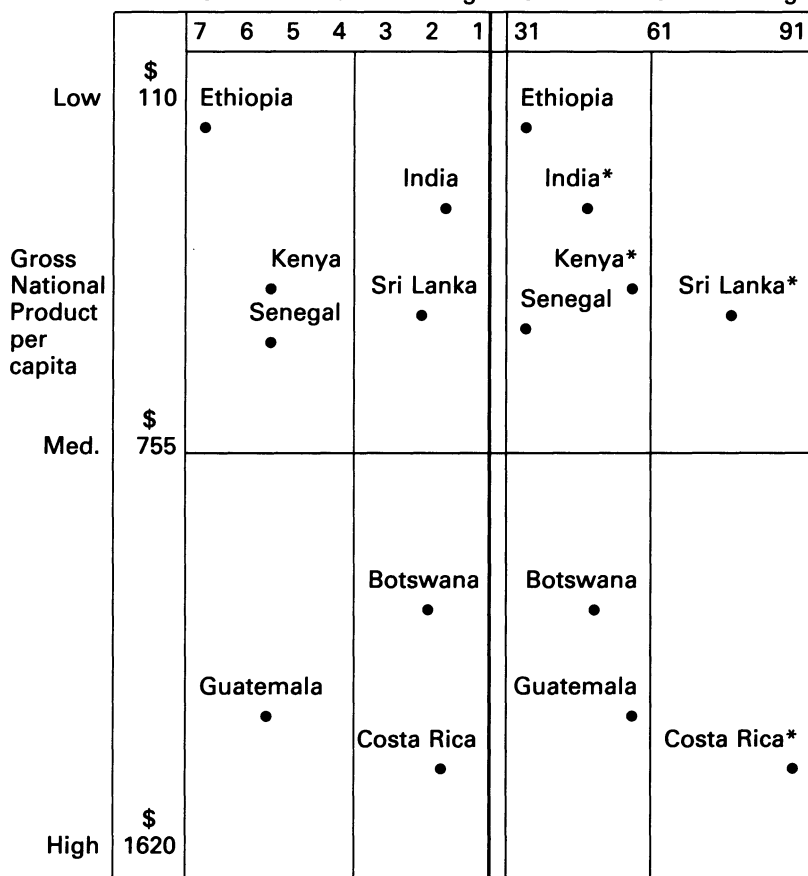 7 6 5 4 3 2 1 31 61 91
$
Low 110 Ethiopia Ethiopia
India India*
Gross Kenya Kenya*
National Sri Lanka Senegal Sri Lanka*
Product Senegal
per
capita
$
Med. 755
Botswana Botswana
Guatemala Guatemala
Costa Rica Costa Rica*
$
High 1620